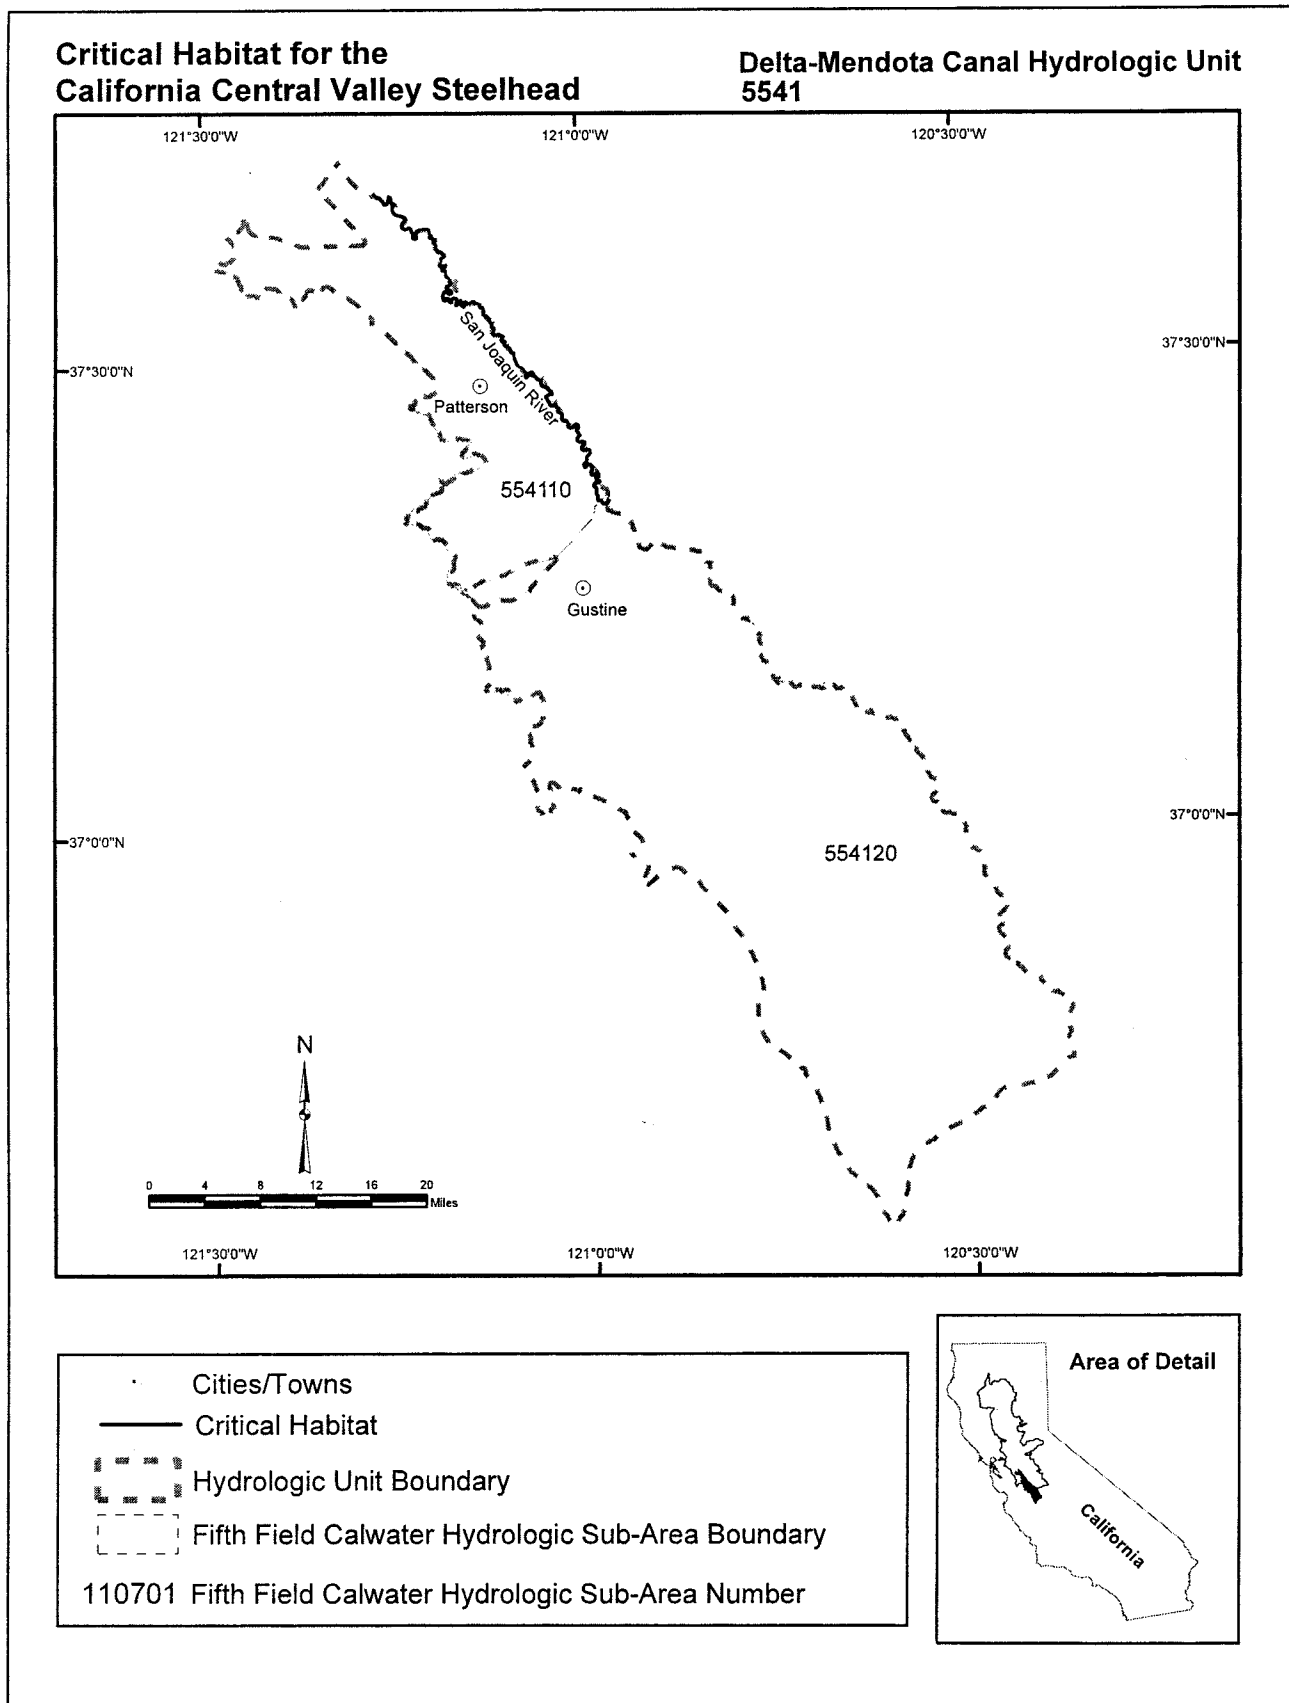 Critical Habitat for the
California Central Valley Steelhead
Delta-Mendota Canal Hydrologic Unit
5541
121°30'0"W
121°0'0"W
120°30'0"W
San Joaquin River
37°30'0"N
37°30'0"N
Patterson
554110
Gustine
37°0'0"N
37°0'0"N
554120
N
0 4 8 12 16 20
Miles
121°30'0"W
121°0'0"W
120°30'0"W
Cities/Towns
Critical Habitat
Hydrologic Unit Boundary
Fifth Field Calwater Hydrologic Sub-Area Boundary
110701 Fifth Field Calwater Hydrologic Sub-Area Number
Area of Detail
California